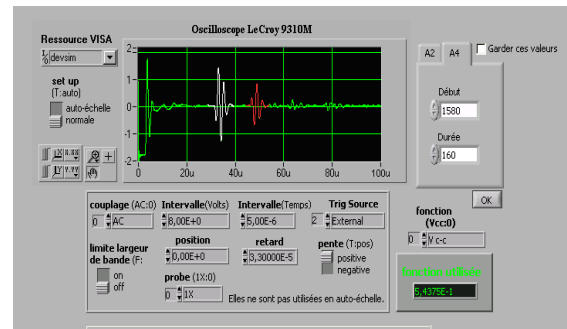 Oscilloscope LeCroy 9310M
Ressource VISA
devsim
set up
(T:auto)
auto-échelle
normale
2-
1-
0-
-1-
-2-
0 20u 40u 60u 80u 100u
A2 A4
Garder ces valeurs
Début
1580
Durée
160
OK
couplage (AC:0) Intervalle(Volts) Intervalle(Temps) Trig Source
0 AC 8,00E+0 5,00E-6 2 External
limite largeur
de bande (F:
on
off
position
0,00E+0
retard
3,30000E-5
pente (T:pos)
positive
negative
probe (1X:0)
0 1X
Elles ne sont pas utilisées en auto-échelle.
fonction
(Vcc:0)
0 V c-c
fonction utilisée
5,4375E-1